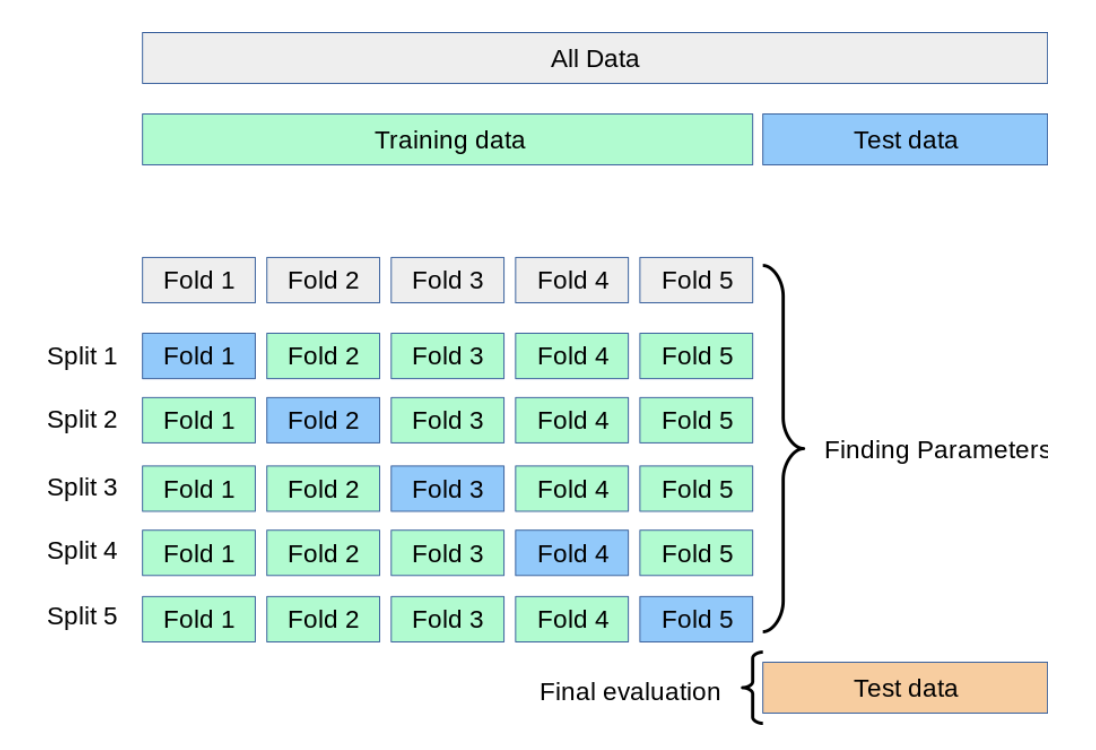 All Data
Training data Test data
Fold 1 Fold 2 Fold 3 Fold 4 Fold 5
Split 1 Fold 1 Fold 2 Fold 3 Fold 4 Fold 5
Split 2 Fold 1 Fold 2 Fold 3 Fold 4 Fold 5
Finding Parameters
Split 3 Fold 1 Fold 2 Fold 3 Fold 4 Fold 5
Split 4 Fold 1 Fold 2 Fold 3 Fold 4 Fold 5
Split 5 Fold 1 Fold 2 Fold 3 Fold 4 Fold 5
Final evaluation Test data